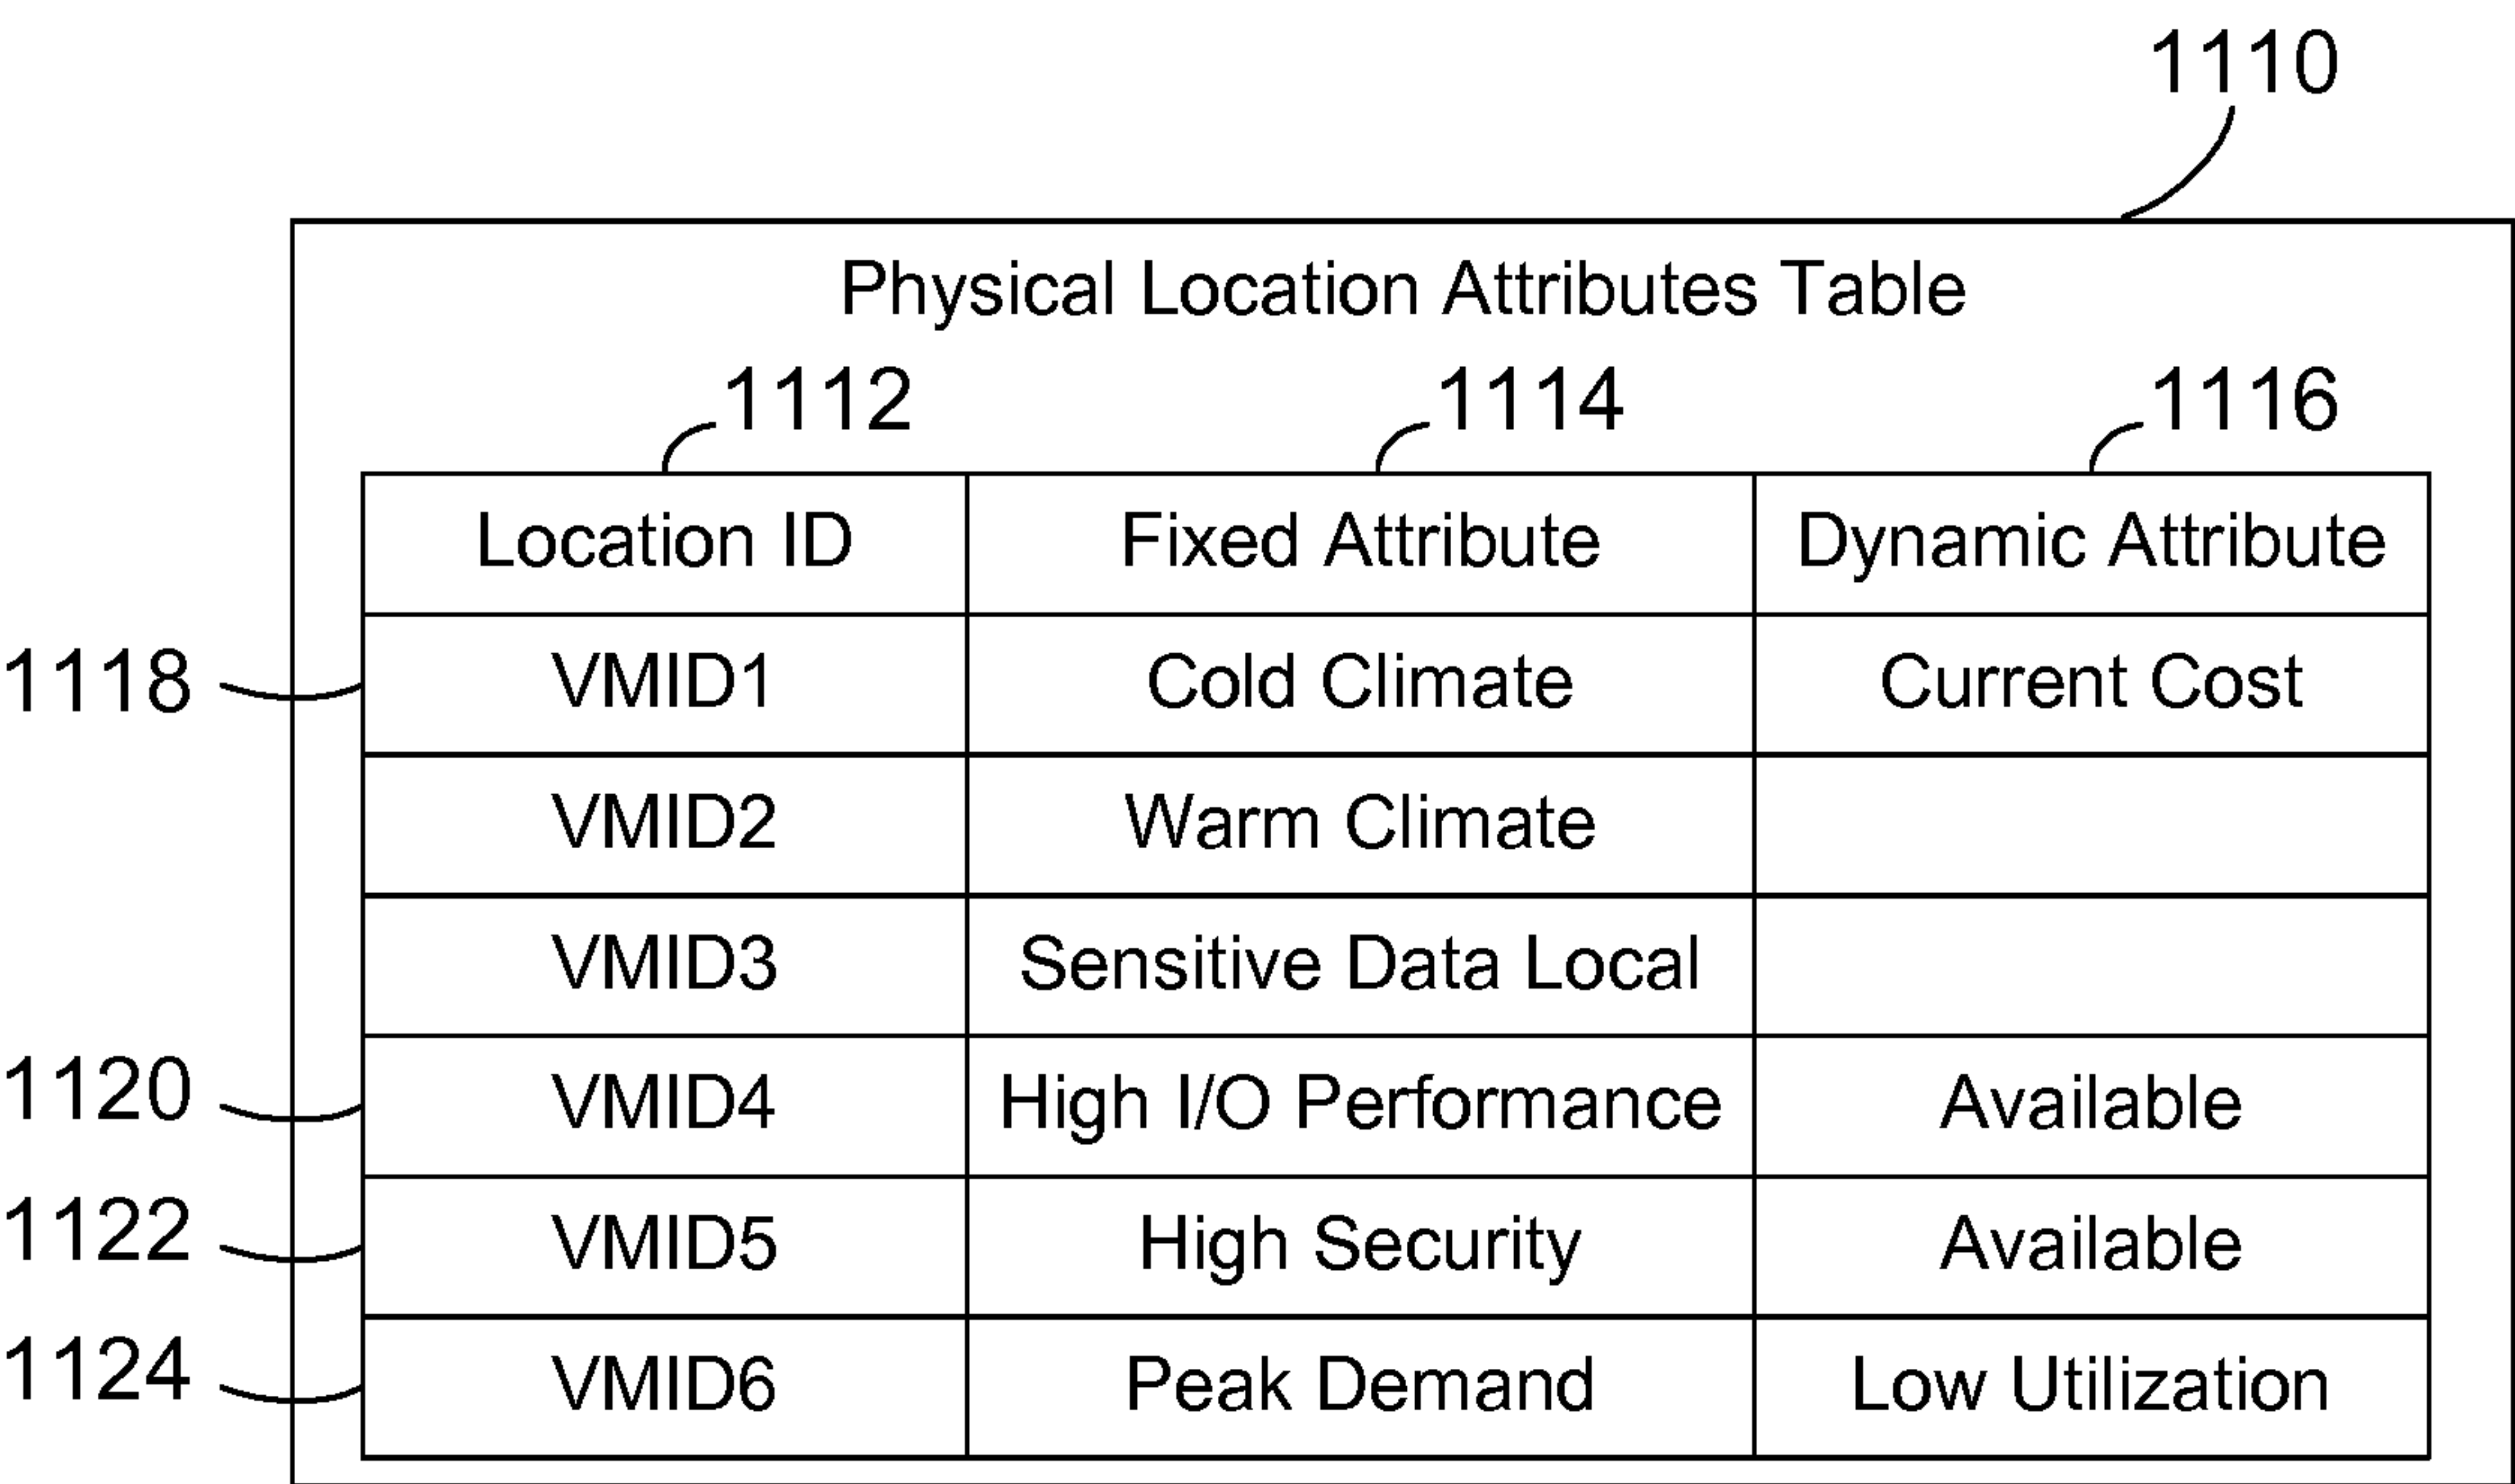 1110
Physical Location Attributes Table
1112 1114 1116
Location ID Fixed Attribute Dynamic Attribute
1118 VMID1 Cold Climate Current Cost
VMID2 Warm Climate
VMID3 Sensitive Data Local
1120 VMID4 High I/O Performance Available
1122 VMID5 High Security Available
1124 VMID6 Peak Demand Low Utilization